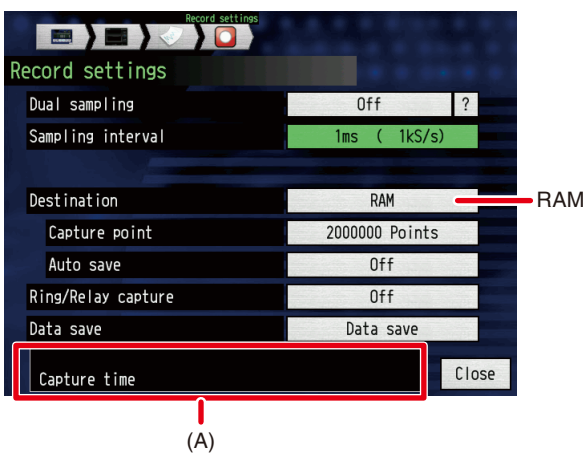 Record settings
Record settings
Dual sampling Off ?
Sampling interval 1ms ( 1kS/s)
Destination RAM RAM
Capture point 2000000 Points
Auto save Off
Ring/Relay capture Off
Data save Data save
Capture time Close
(A)